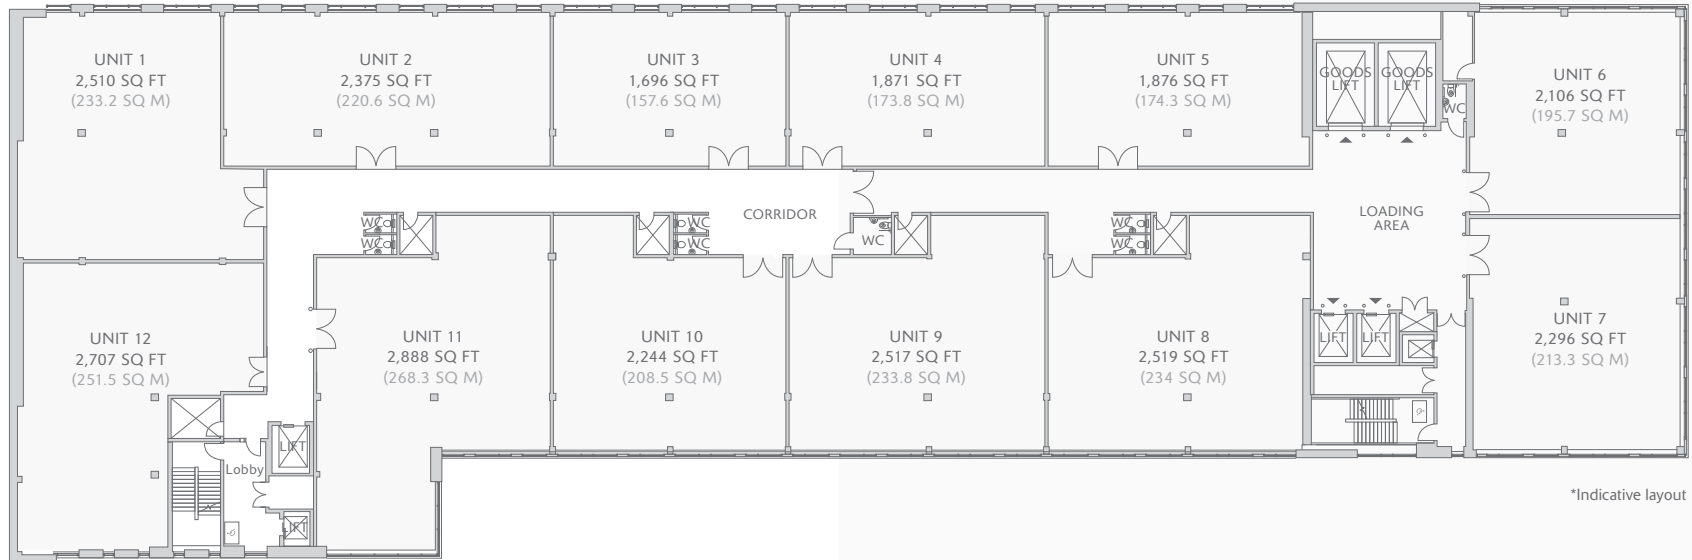 UNIT 1
2,510 SQ FT
(233.2 SQ M)
UNIT 2
2,375 SQ FT
(220.6 SQ M)
UNIT 3
1,696 SQ FT
(157.6 SQ M)
UNIT 4
1,871 SQ FT
(173.8 SQ M)
UNIT 5
1,876 SQ FT
(174.3 SQ M)
GOODS
LIFT
GOODS
LIFT
WC
UNIT 6
2,106 SQ FT
(195.7 SQ M)
WC
WC
WC
WC
CORRIDOR
WC
WC
WC
LOADING
AREA
UNIT 12
2,707 SQ FT
(251.5 SQ M)
UNIT 11
2,888 SQ FT
(268.3 SQ M)
UNIT 10
2,244 SQ FT
(208.5 SQ M)
UNIT 9
2,517 SQ FT
(233.8 SQ M)
UNIT 8
2,519 SQ FT
(234 SQ M)
LIFT
LIFT
UNIT 7
2,296 SQ FT
(213.3 SQ M)
LIFT
Lobby
LIFT
*Indicative layout